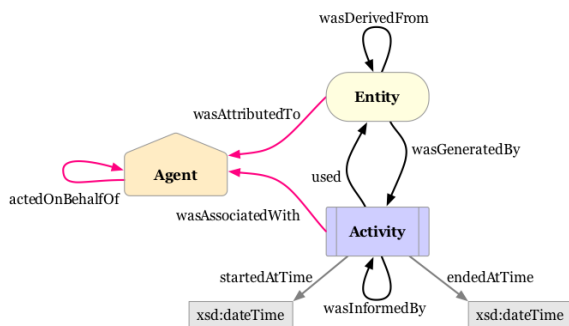 wasDerivedFrom
Entity
wasAttributedTo
wasGeneratedBy
used
Agent
actedOnBehalfOf
wasAssociatedWith
Activity
startedAtTime
endedAtTime
wasInformedBy
xsd:dateTime
xsd:dateTime